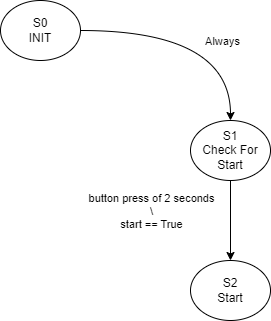 S0
INIT
Always
S1
Check For
Start
button press of 2 seconds
\
start == True
S2
Start